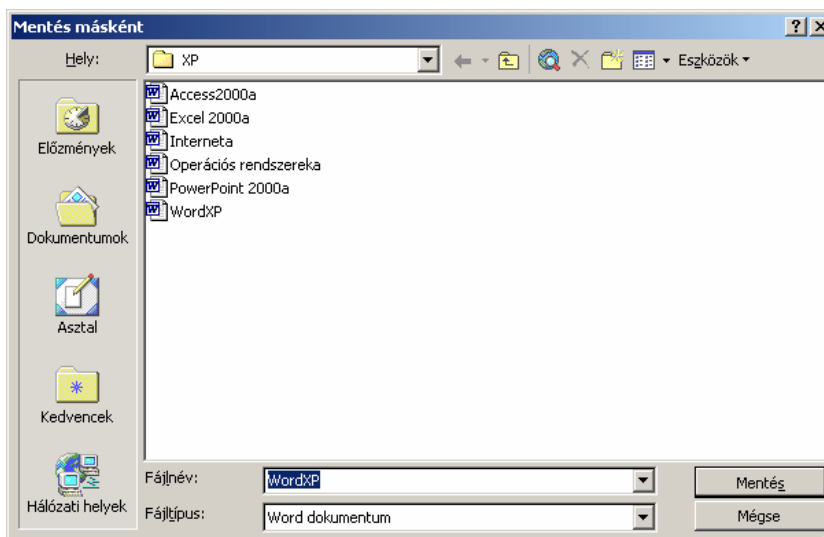 Mentés másként
Hely:
XP
Eszközök
Access2000a
Excel 2000a
Interneta
Operációs rendszereka
PowerPoint 2000a
WordXP
Előzmények
Dokumentumok
Asztal
Kedvencek
Hálózati helyek
Fájlnév:
WordXP
Mentés
Fájltípus:
Word dokumentum
Mégse